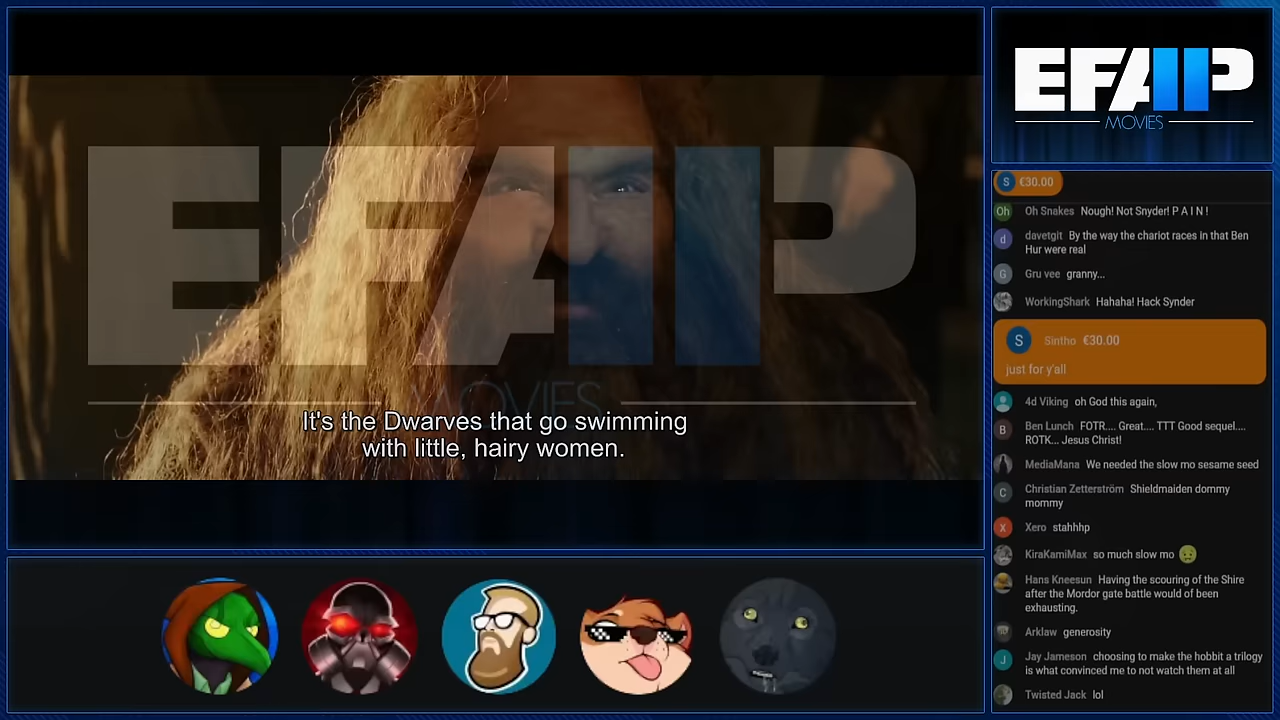 EFAP
MOVIES
It's the Dwarves that go swimming
with little, hairy women.
EFAP
MOVIES
S €30.00
Oh Oh Snakes Nough! Not Snyder! P A I N !
d davetgit By the way the chariot races in that Ben
Hur were real
G Gru vee granny...
WorkingShark Hahaha! Hack Synder
S Sintho €30.00
just for y'all
4d Viking oh God this again,
B Ben Lunch FOTR.... Great.... TTT Good sequel....
ROTK... Jesus Christ!
MediaMana We needed the slow mo sesame seed
C Christian Zetterström Shieldmaiden dommy
mommy
X Xero stahhhp
KiraKamiMax so much slow mo
Hans Kneesun Having the scouring of the Shire
after the Mordor gate battle would of been
exhausting.
Arklaw generosity
J Jay Jameson choosing to make the hobbit a trilogy
is what convinced me to not watch them at all
Twisted Jack lol